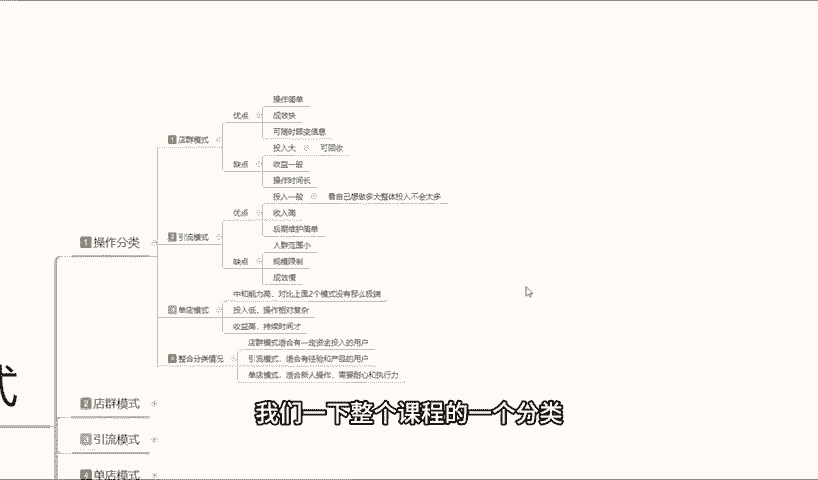 操作简单
优点
成效快
1 店群模式
可随时跟变信息
投入大
可回收
缺点
收益一般
操作时间长
投入一般
看自己想做多大整体投入不会太多
优点
收入高
2 引流模式
后期维护简单
1 操作分类
人群范围小
缺点
规模限制
成效慢
中和能力高,对比上面2个模式没有那么极端
3 单店模式
投入低,操作相对复杂
收益高,持续时间才
店群模式适合有一定资金投入的用户
4 整合分类情况
引流模式,适合有经验和产品的用户
单店模式,适合新人操作,需要耐心和执行力
式
2 店群模式
我们一下整个课程的一个分类
3 引流模式
4 单店模式